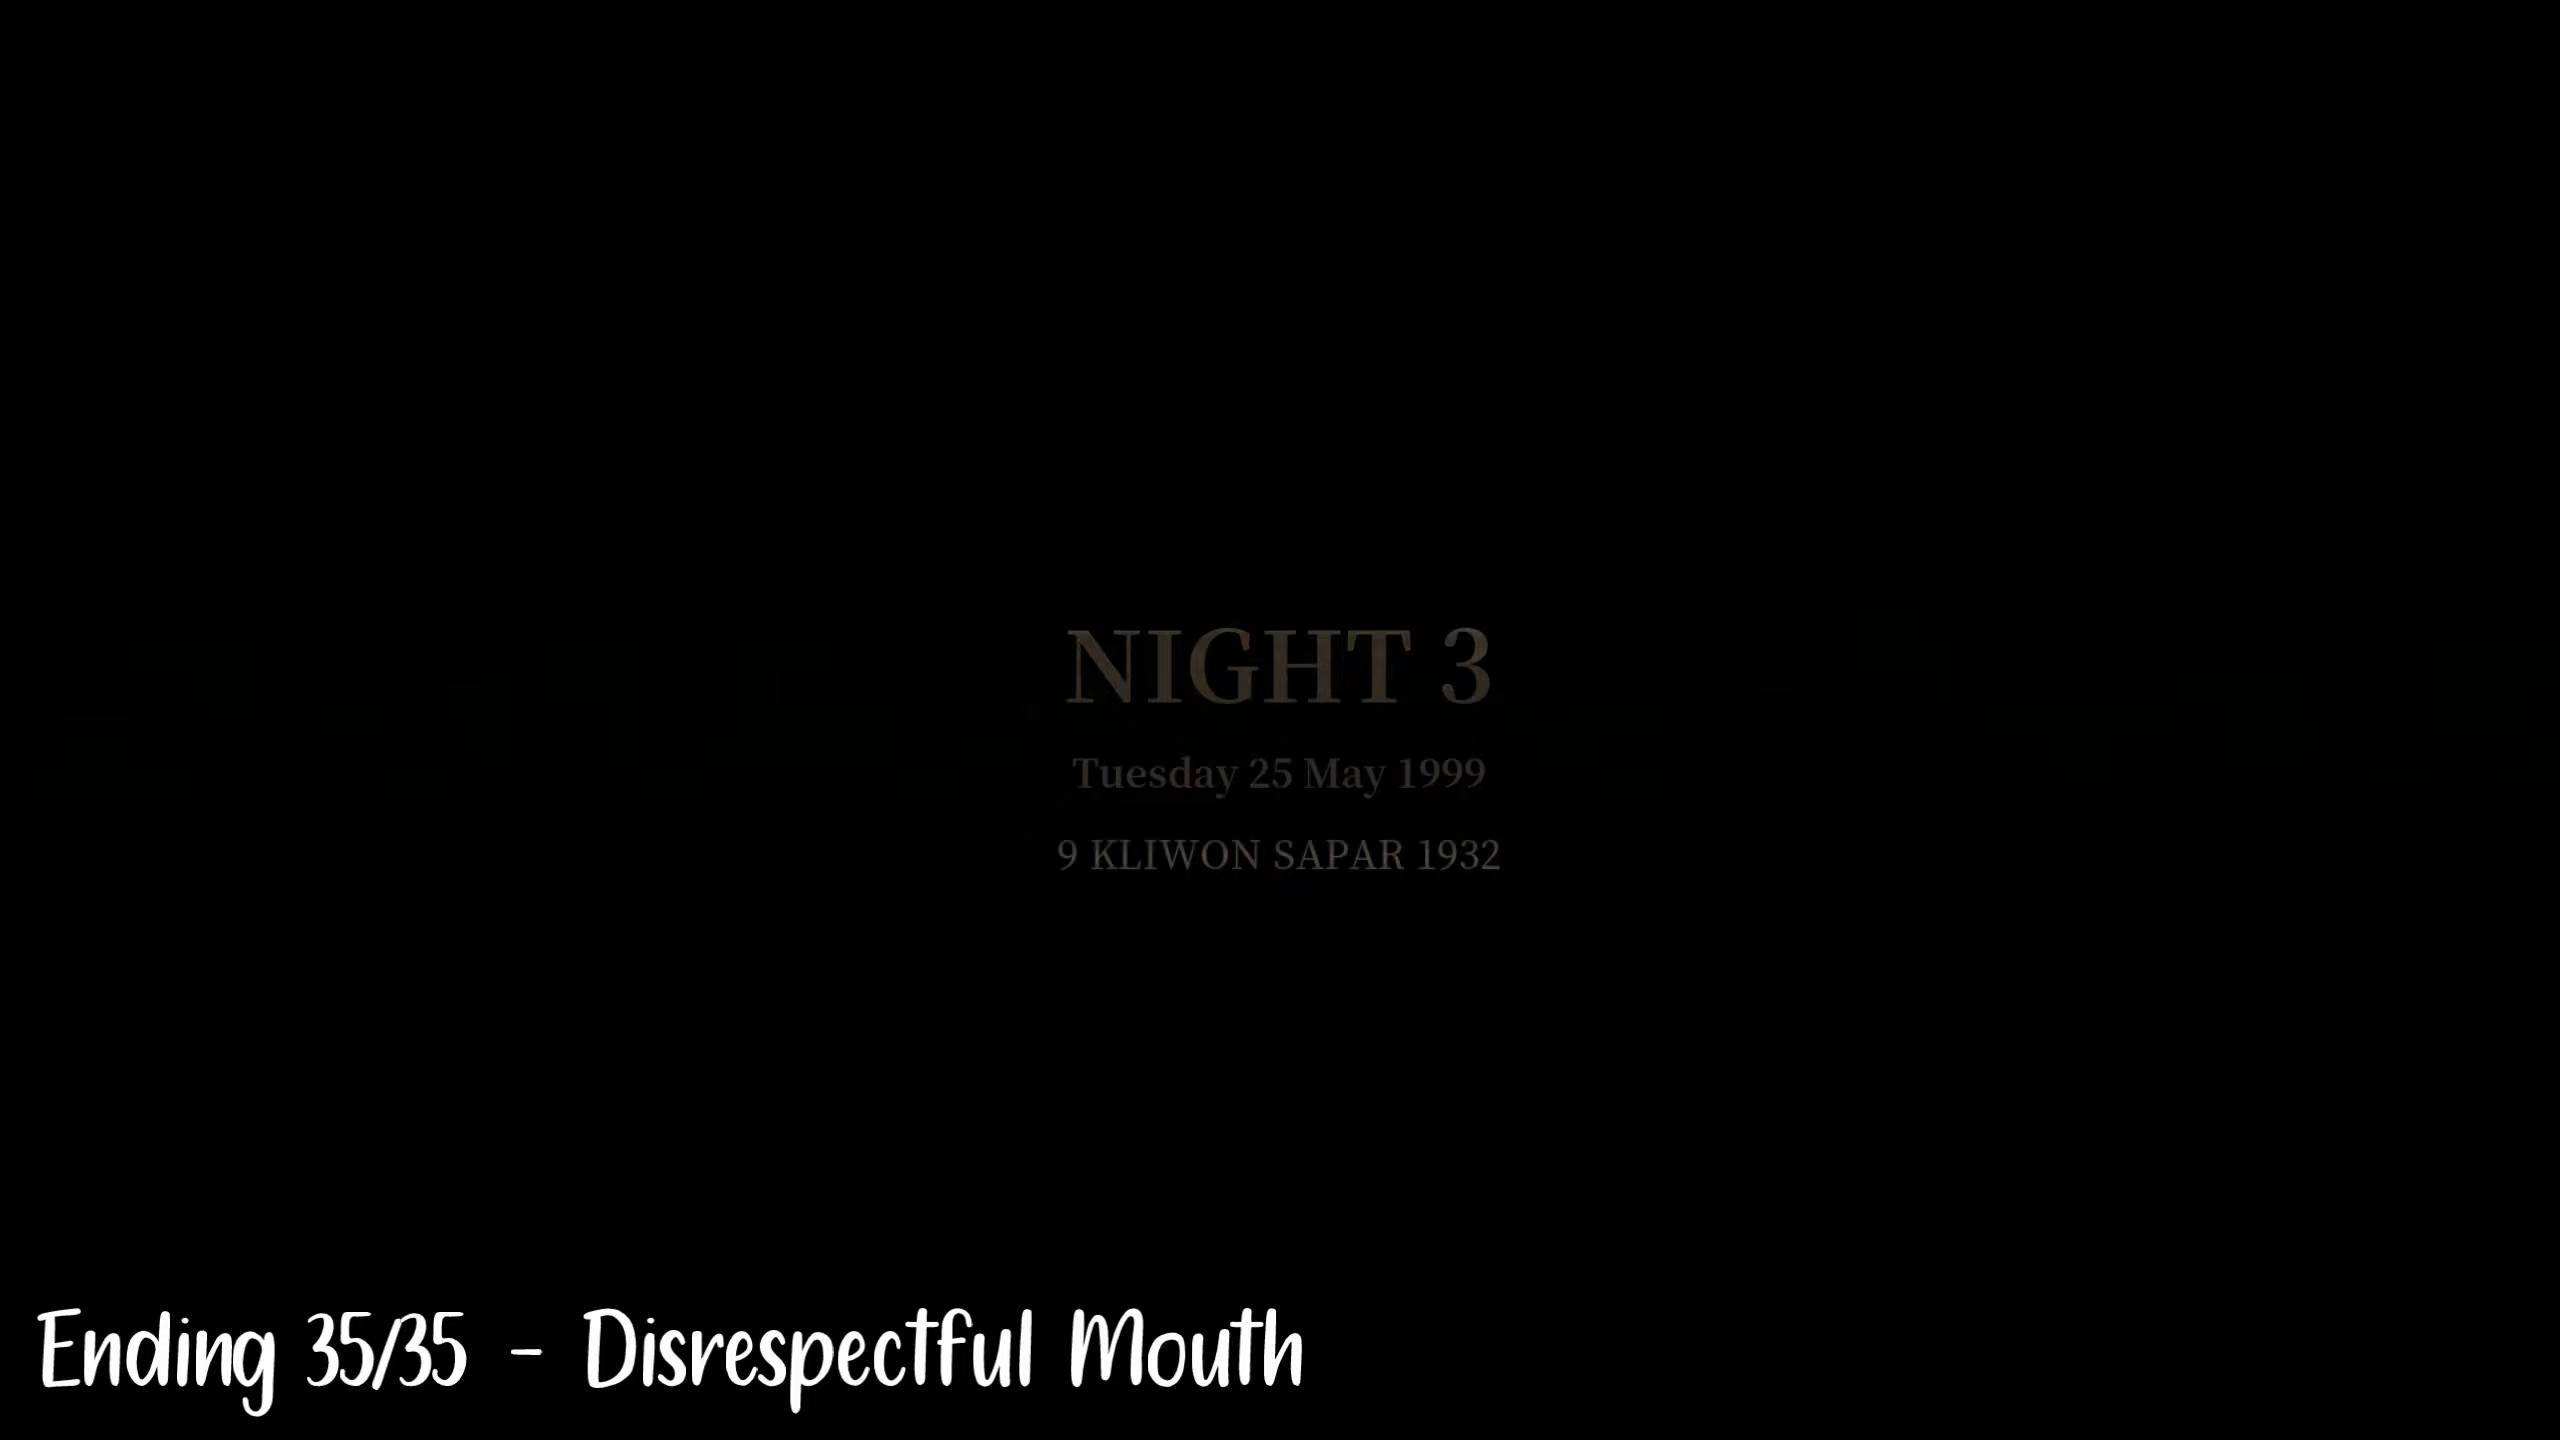 NIGHT 3
Tuesday 25 May 1999
9 KLIWON SAPAR 1932
Ending 35/35 - Disrespectful Mouth